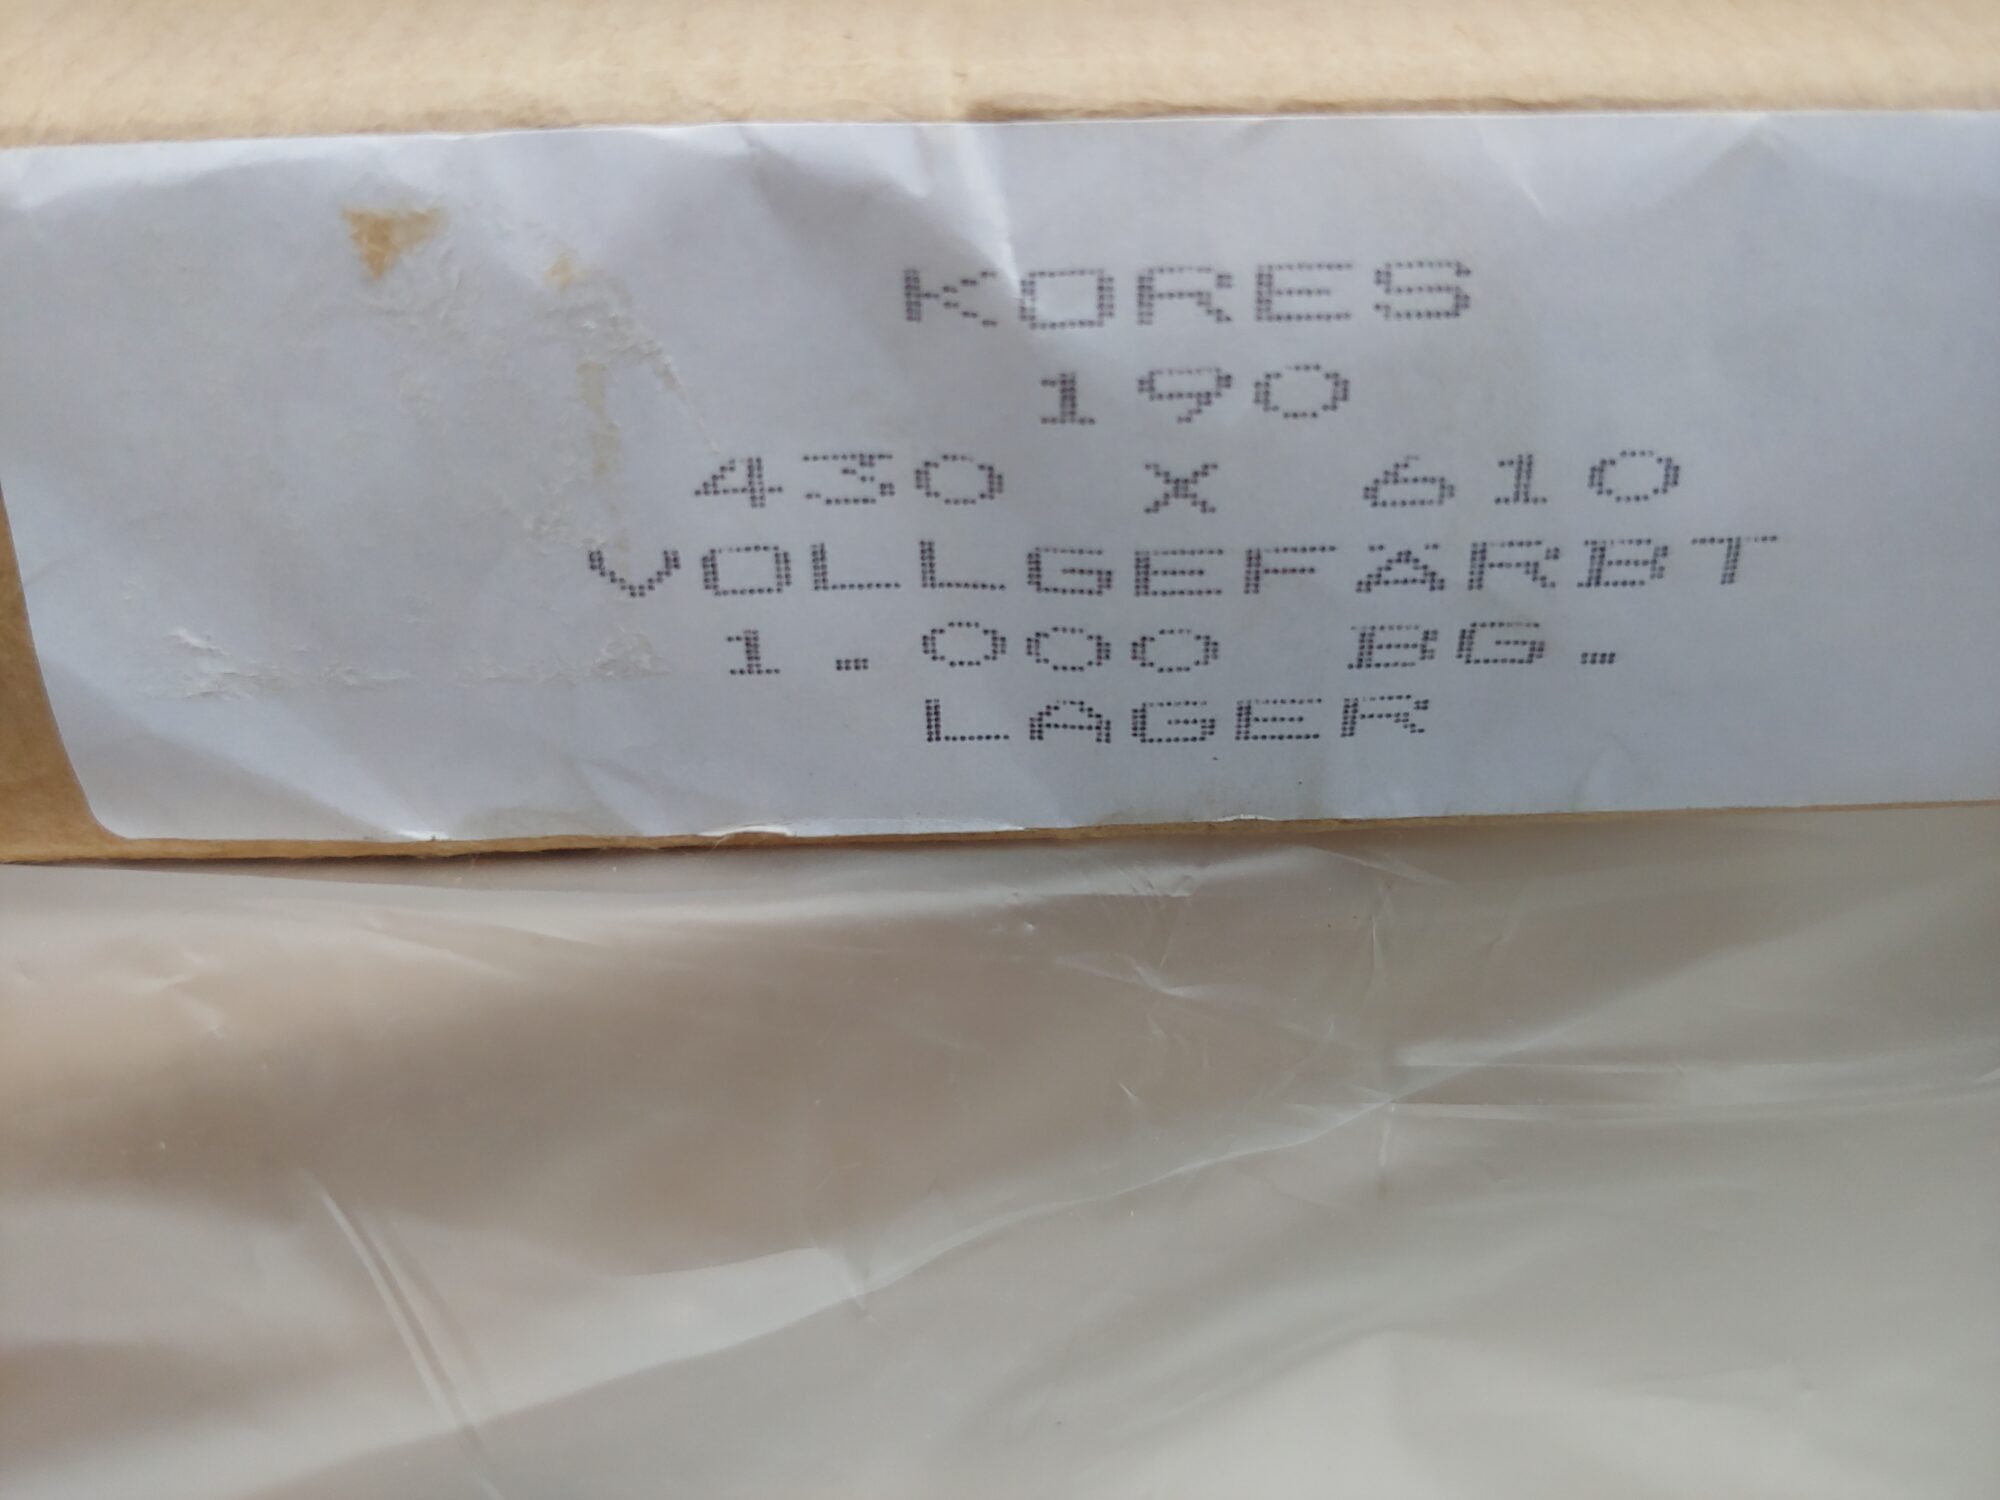 KORES
190
430 X 610
VOLLGEFÄRBT
1.000 BG.
LAGER